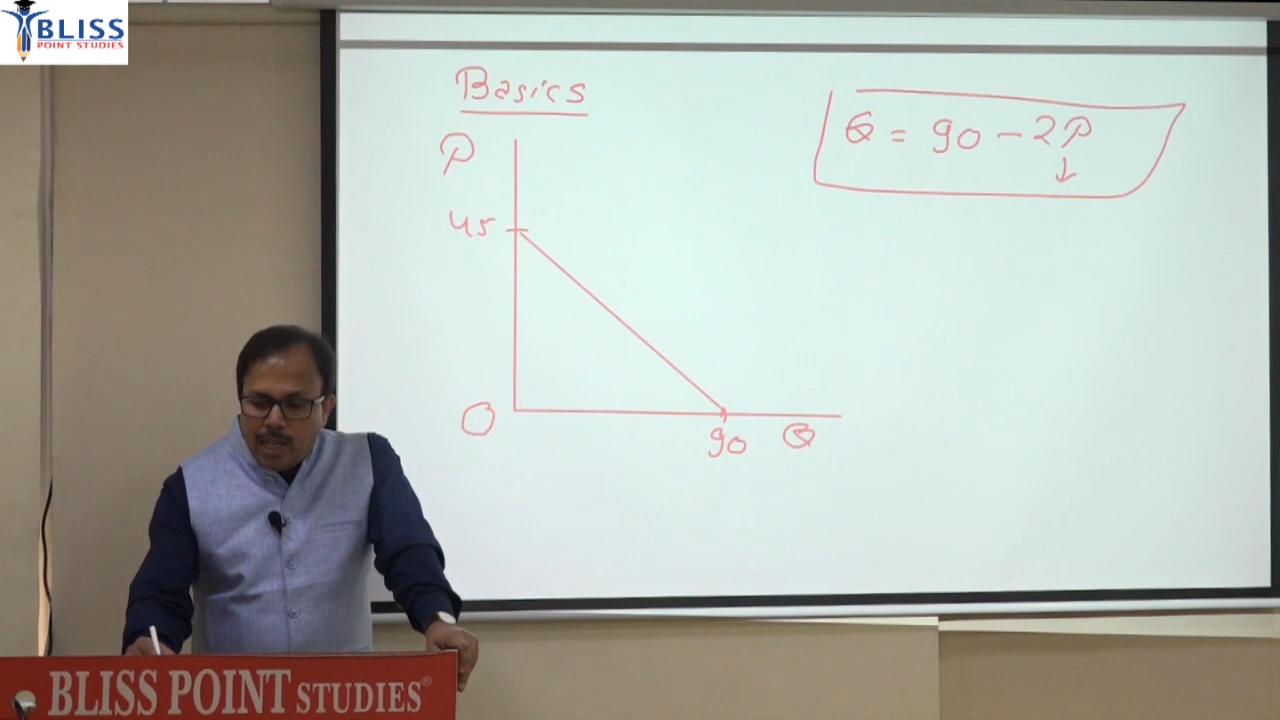 BLISS
POINT STUDIES
Basics
Q = 90 - 2P
↓
P
45
O
90 Q
BLISS POINT STUDIES®